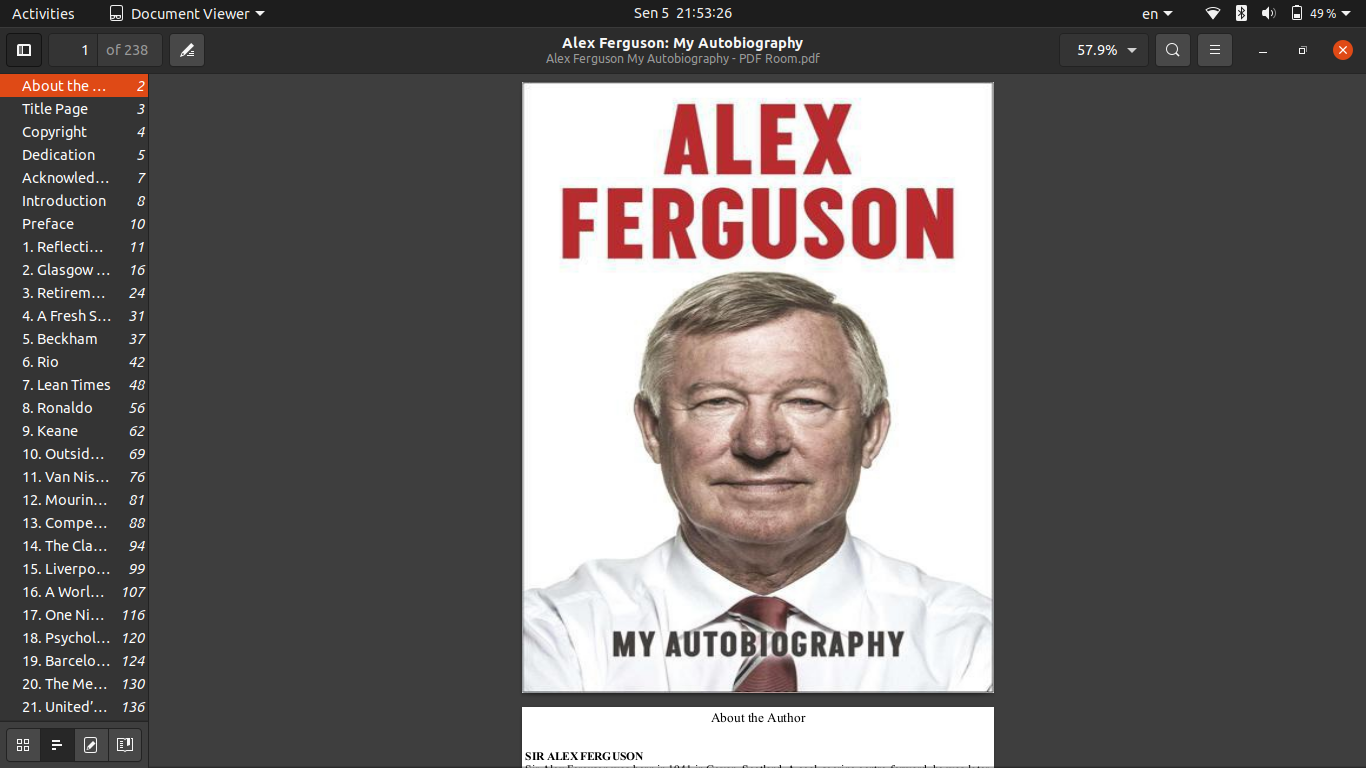 Activities Document Viewer Sen 5 21:53:26 en 49 %
1 of 238 Alex Ferguson: My Autobiography 57.9%
Alex Ferguson My Autobiography - PDF Room.pdf
About the ... 2
Title Page 3
Copyright 4
Dedication 5
Acknowled... 7
Introduction 8
Preface 10
1. Reflecti... 11
2. Glasgow ... 16
3. Retirem... 24
4. A Fresh S... 31
5. Beckham 37
6. Rio 42
7. Lean Times 48
8. Ronaldo 56
9. Keane 62
10. Outsid... 69
11. Van Nis... 76
12. Mourin... 81
13. Compe... 88
14. The Cla... 94
15. Liverpo... 99
16. A Worl... 107
17. One Ni... 116
18. Psychol... 120
19. Barcelo... 124
20. The Me... 130
21. United'... 136
ALEX
FERGUSON
MY AUTOBIOGRAPHY
About the Author
SIR ALEX FERGUSON